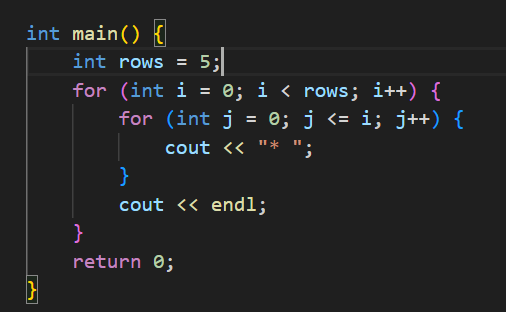 int main() {
    int rows = 5;
    for (int i = 0; i < rows; i++) {
        for (int j = 0; j <= i; j++) {
            cout << "* ";
        }
        cout << endl;
    }
    return 0;
}